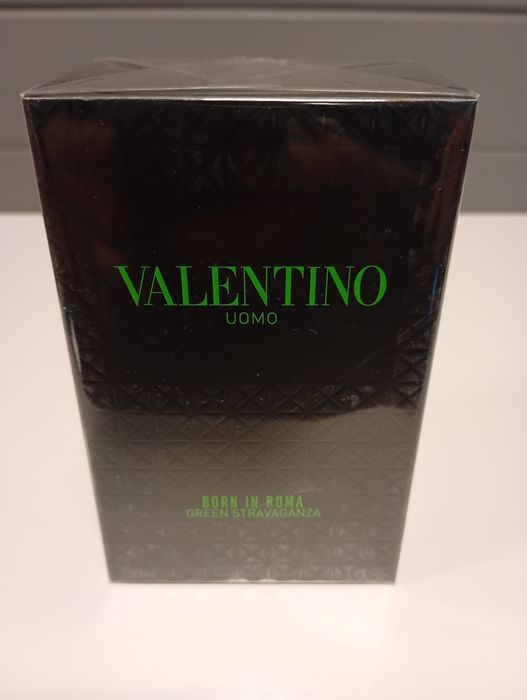 VALENTINO
UOMO
BORN IN ROMA
GREEN STRAVAGANZA